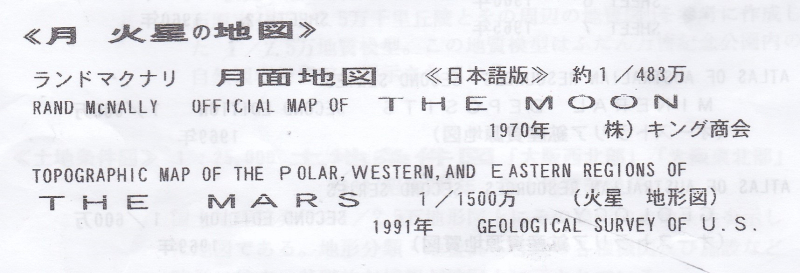 ≪月 火星の地図≫
ランドマクナリ 月面地図 ≪日本語版≫ 約1／483万
RAND McNALLY OFFICIAL MAP OF THE MOON
1970年 株）キング商会
TOPOGRAPHIC MAP OF THE POLAR, WESTERN, AND EASTERN REGIONS OF
THE MARS 1／1500万 （火星 地形図）
1991年 GEOLOGICAL SURVEY OF U.S.